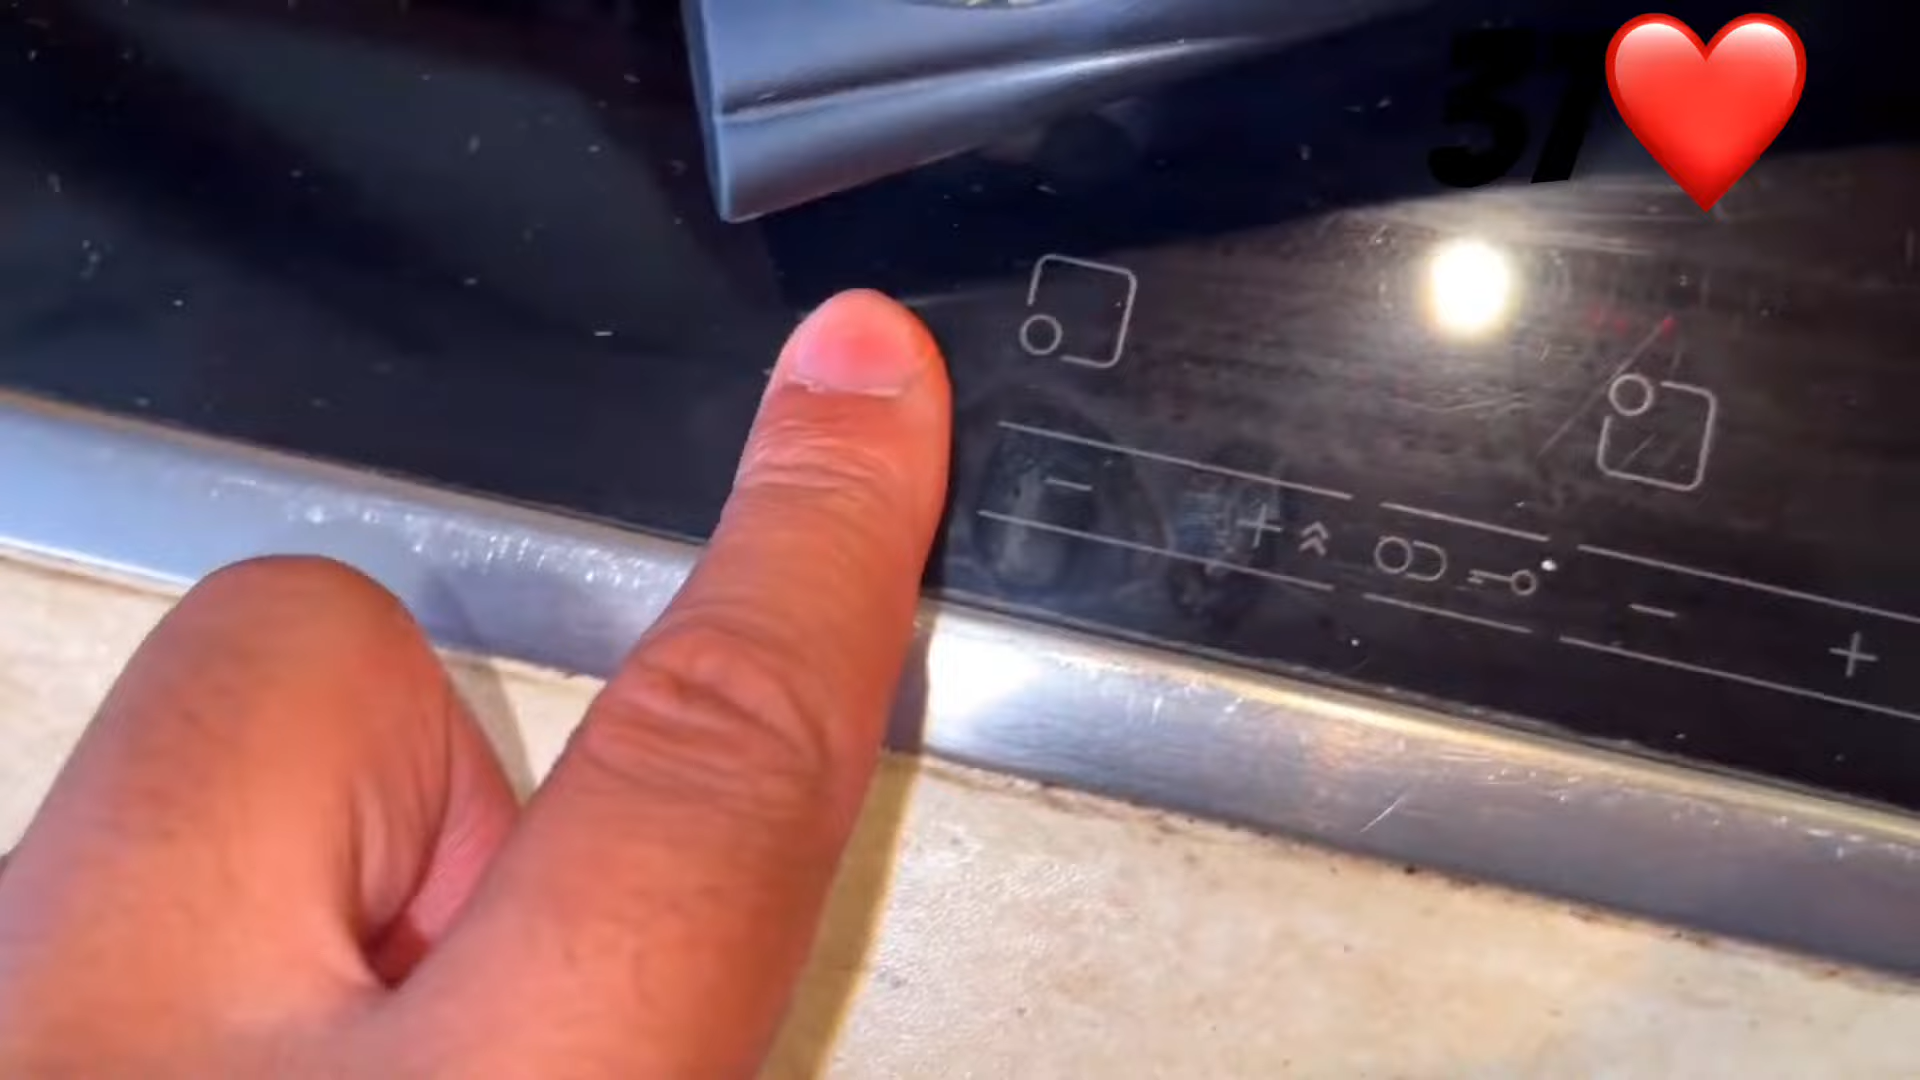 37❤️
- + - +